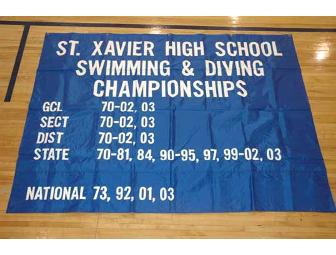 ST. XAVIER HIGH SCHOOL
SWIMMING & DIVING
CHAMPIONSHIPS
GCL 70-02, 03
SECT 70-02, 03
DIST 70-02, 03
STATE 70-81, 84, 90-95, 97, 99-02, 03
NATIONAL 73, 92, 01, 03